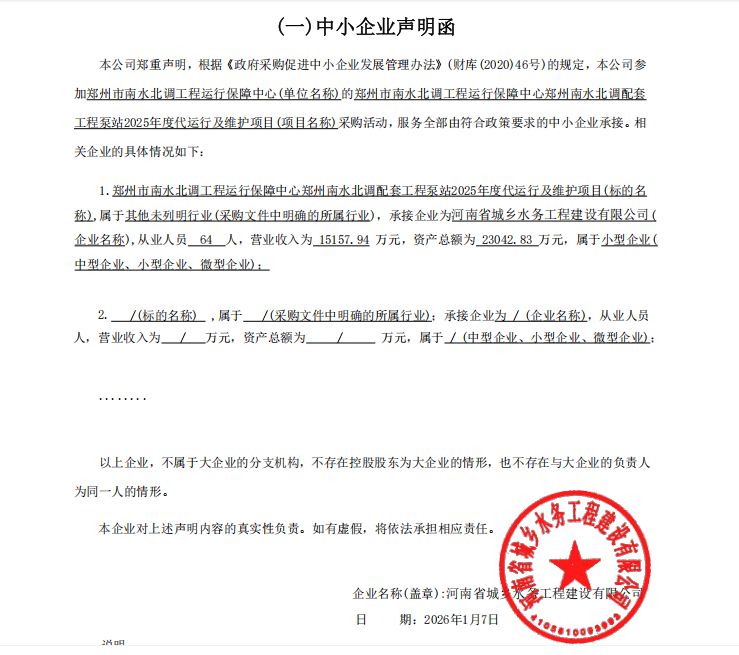 (一)中小企业声明函
本公司郑重声明，根据《政府采购促进中小企业发展管理办法》(财库(2020)46号)的规定，本公司参
加郑州市南水北调工程运行保障中心(单位名称)的郑州市南水北调工程运行保障中心郑州南水北调配套
工程泵站2025年度代运行及维护项目(项目名称)采购活动，服务全部由符合政策要求的中小企业承接。相
关企业的具体情况如下：
1.郑州市南水北调工程运行保障中心郑州南水北调配套工程泵站2025年度代运行及维护项目(标的名
称),属于其他未列明行业(采购文件中明确的所属行业)，承接企业为河南省城乡水务工程建设有限公司(
企业名称),从业人员 64 人，营业收入为 15157.94 万元，资产总额为 23042.83 万元，属于小型企业(
中型企业、小型企业、微型企业)；
2. /(标的名称) ,属于 /(采购文件中明确的所属行业)；承接企业为 / (企业名称)，从业人员
人，营业收入为 / 万元，资产总额为 / 万元，属于 / (中型企业、小型企业、微型企业)；
........
以上企业，不属于大企业的分支机构，不存在控股股东为大企业的情形，也不存在与大企业的负责人
为同一人的情形。
本企业对上述声明内容的真实性负责。如有虚假，将依法承担相应责任。
企业名称(盖章):河南省城乡水务工程建设有限公司
日 期：2026年1月7日
河南省城乡水务工程建设有限公司